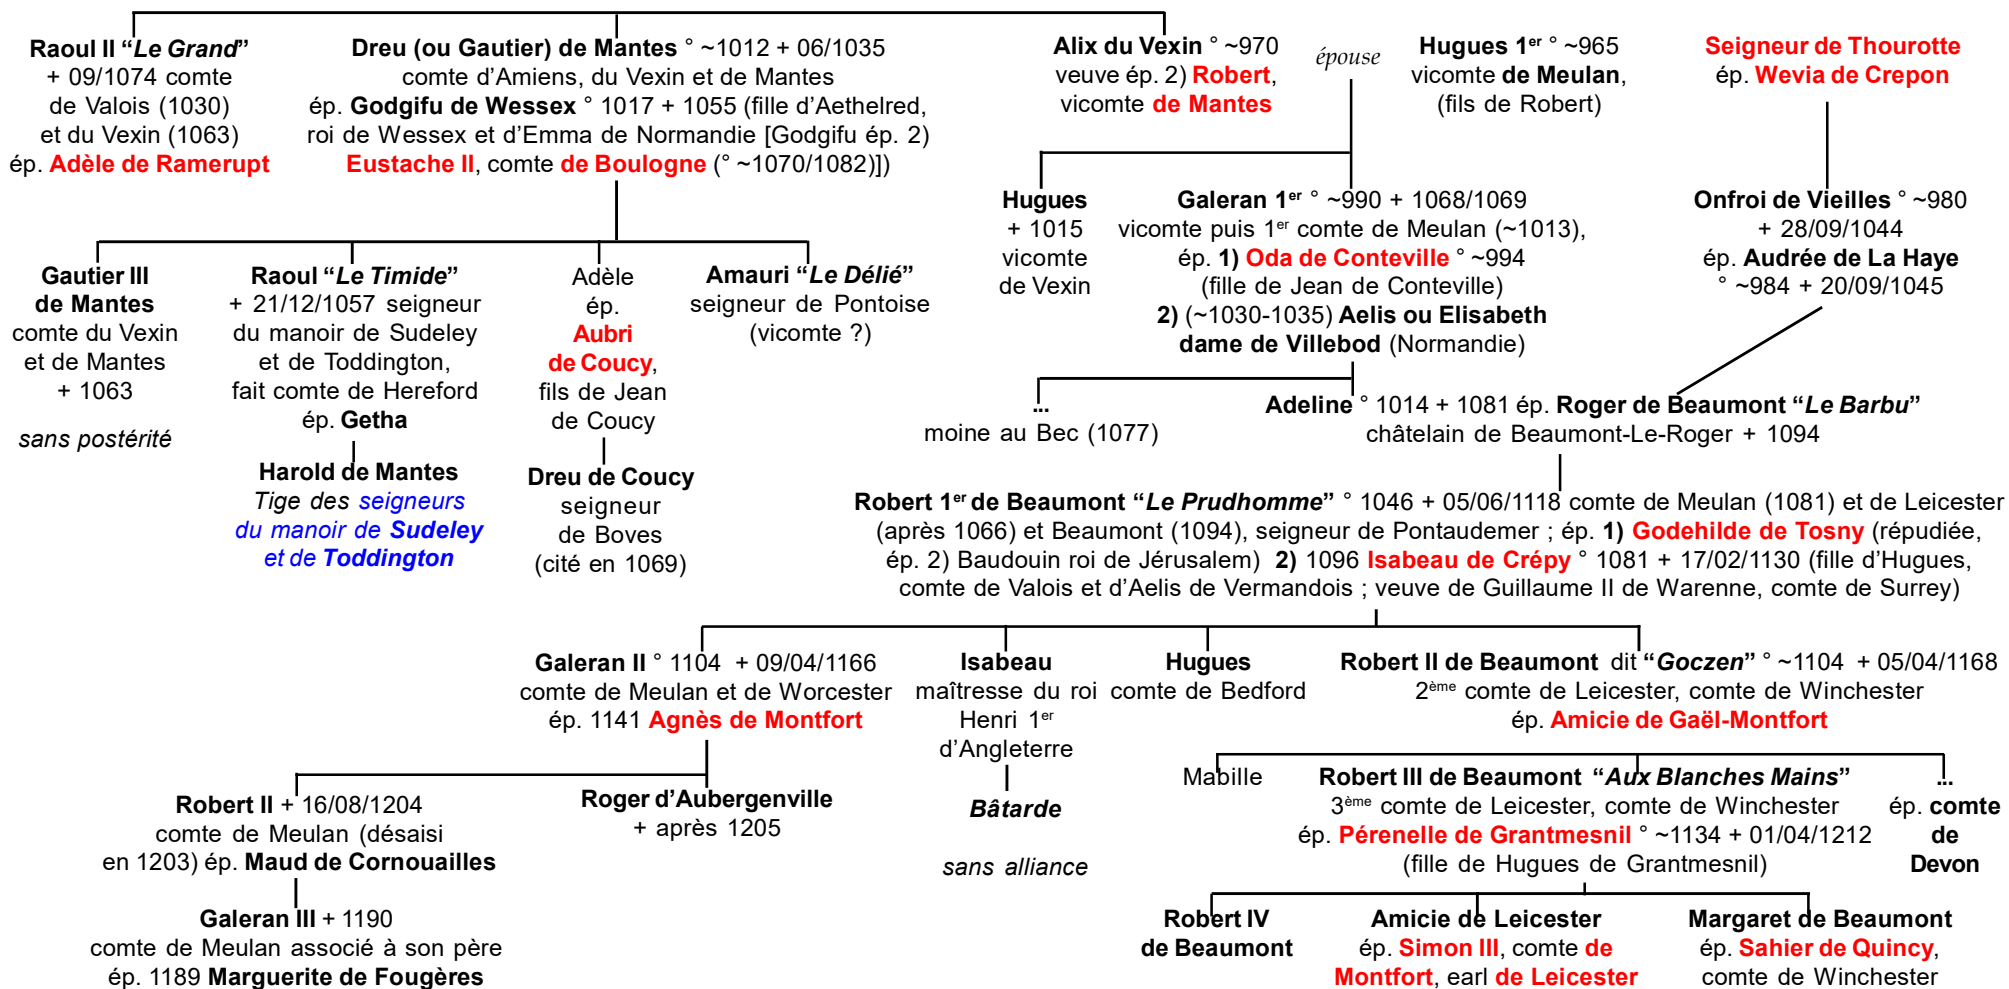 Raoul II “Le Grand”
+ 09/1074 comte
de Valois (1030)
et du Vexin (1063)
ép. Adèle de Ramerupt
Dreu (ou Gautier) de Mantes ° ~1012 + 06/1035
comte d’Amiens, du Vexin et de Mantes
ép. Godgifu de Wessex ° 1017 + 1055 (fille d’Aethelred,
roi de Wessex et d’Emma de Normandie [Godgifu ép. 2)
Eustache II, comte de Boulogne (° ~1070/1082)])
Alix du Vexin ° ~970
veuve ép. 2) Robert,
vicomte de Mantes
épouse
Hugues 1er ° ~965
vicomte de Meulan,
(fils de Robert)
Seigneur de Thourotte
ép. Wevia de Crepon
Hugues
+ 1015
vicomte
de Vexin
Galeran 1er ° ~990 + 1068/1069
vicomte puis 1er comte de Meulan (~1013),
ép. 1) Oda de Conteville ° ~994
(fille de Jean de Conteville)
2) (~1030-1035) Aelis ou Elisabeth
dame de Villebod (Normandie)
Onfroi de Vieilles ° ~980
+ 28/09/1044
ép. Audrée de La Haye
° ~984 + 20/09/1045
Gautier III
de Mantes
comte du Vexin
et de Mantes
+ 1063
sans postérité
Raoul “Le Timide”
+ 21/12/1057 seigneur
du manoir de Sudeley
et de Toddington,
fait comte de Hereford
ép. Getha
Adèle
ép.
Aubri
de Coucy,
fils de Jean
de Coucy
Amauri “Le Délié”
seigneur de Pontoise
(vicomte ?)
...
moine au Bec (1077)
Adeline ° 1014 + 1081 ép. Roger de Beaumont “Le Barbu”
châtelain de Beaumont-Le-Roger + 1094
Harold de Mantes
Tige des seigneurs
du manoir de Sudeley
et de Toddington
Dreu de Coucy
seigneur
de Boves
(cité en 1069)
Robert 1er de Beaumont “Le Prudhomme” ° 1046 + 05/06/1118 comte de Meulan (1081) et de Leicester
(après 1066) et Beaumont (1094), seigneur de Pontaudemer ; ép. 1) Godehilde de Tosny (répudiée,
ép. 2) Baudouin roi de Jérusalem) 2) 1096 Isabeau de Crépy ° 1081 + 17/02/1130 (fille d’Hugues,
comte de Valois et d’Aelis de Vermandois ; veuve de Guillaume II de Warenne, comte de Surrey)
Galeran II ° 1104 + 09/04/1166
comte de Meulan et de Worcester
ép. 1141 Agnès de Montfort
Isabeau
maîtresse du roi
Henri 1er
d’Angleterre
Hugues
comte de Bedford
Robert II de Beaumont dit “Goczen” ° ~1104 + 05/04/1168
2ème comte de Leicester, comte de Winchester
ép. Amicie de Gaël-Montfort
Robert II + 16/08/1204
comte de Meulan (désaisi
en 1203) ép. Maud de Cornouailles
Roger d’Aubergenville
+ après 1205
Bâtarde
sans alliance
Mabille
Robert III de Beaumont “Aux Blanches Mains”
3ème comte de Leicester, comte de Winchester
ép. Pérenelle de Grantmesnil ° ~1134 + 01/04/1212
(fille de Hugues de Grantmesnil)
...
ép. comte
de
Devon
Galeran III + 1190
comte de Meulan associé à son père
ép. 1189 Marguerite de Fougères
Robert IV
de Beaumont
Amicie de Leicester
ép. Simon III, comte de
Montfort, earl de Leicester
Margaret de Beaumont
ép. Sahier de Quincy,
comte de Winchester